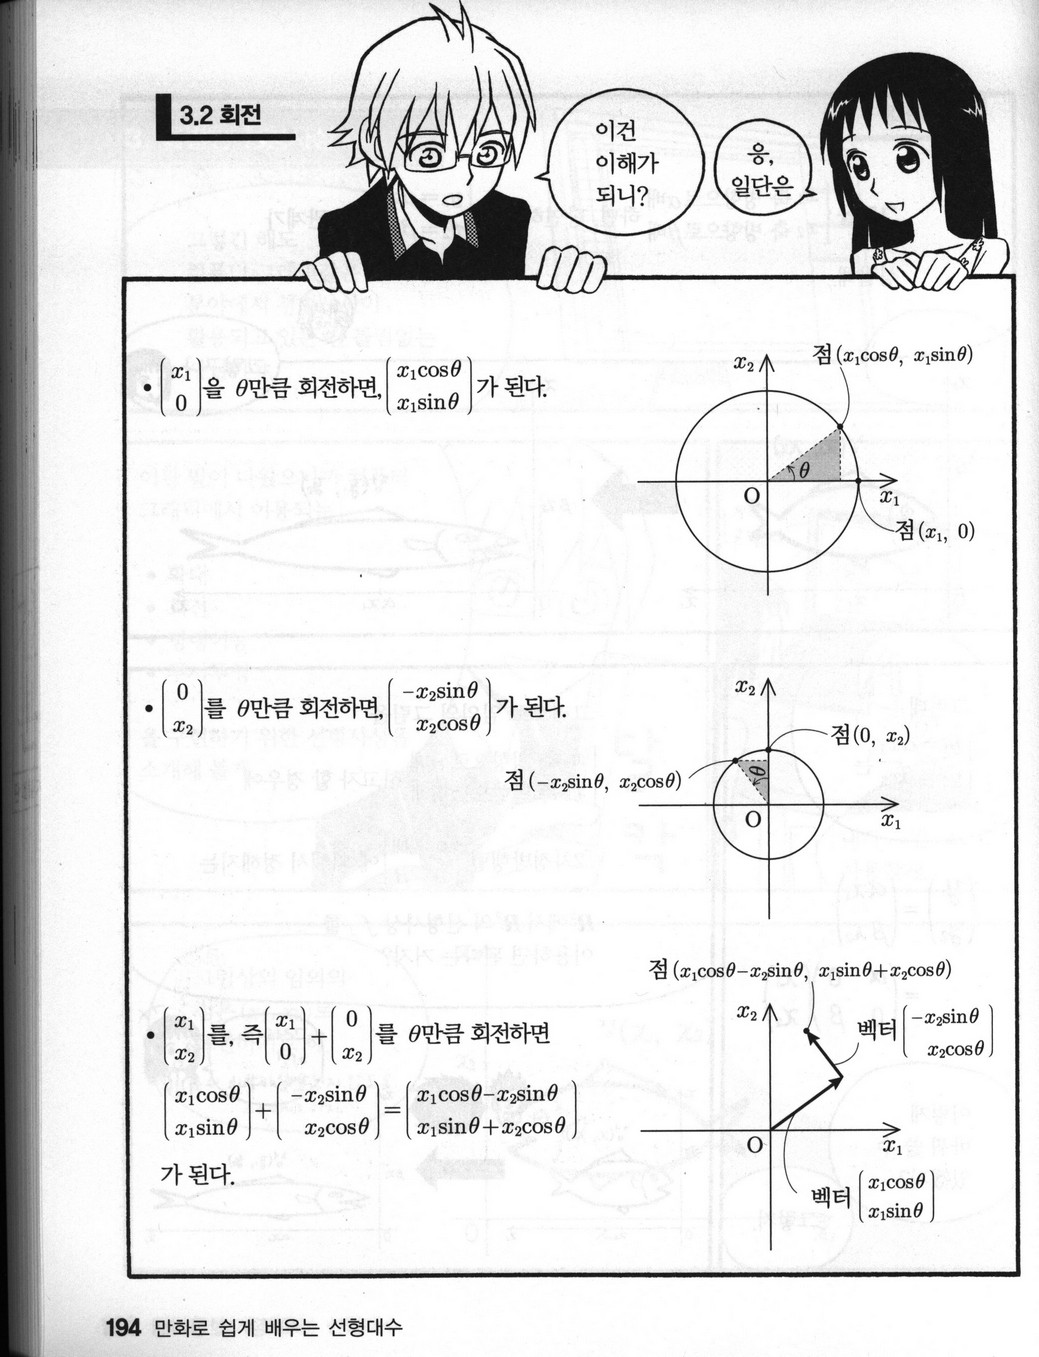 3.2 회전
이건
이해가
되니?
응,
일단은
• (x₁ 0)을 θ만큼 회전하면, (x₁cosθ x₁sinθ)가 된다.
x₂
점(x₁cosθ, x₁sinθ)
θ
O
x₁
점(x₁, 0)
• (0 x₂)를 θ만큼 회전하면, (-x₂sinθ x₂cosθ)가 된다.
x₂
점(0, x₂)
점(-x₂sinθ, x₂cosθ)
θ
O
x₁
• (x₁ x₂)를, 즉 (x₁ 0)+(0 x₂)를 θ만큼 회전하면
(x₁cosθ x₁sinθ)+(-x₂sinθ x₂cosθ)=(x₁cosθ-x₂sinθ x₁sinθ+x₂cosθ)
가 된다.
점(x₁cosθ-x₂sinθ, x₁sinθ+x₂cosθ)
x₂
벡터(-x₂sinθ x₂cosθ)
O
x₁
벡터(x₁cosθ x₁sinθ)
194 만화로 쉽게 배우는 선형대수